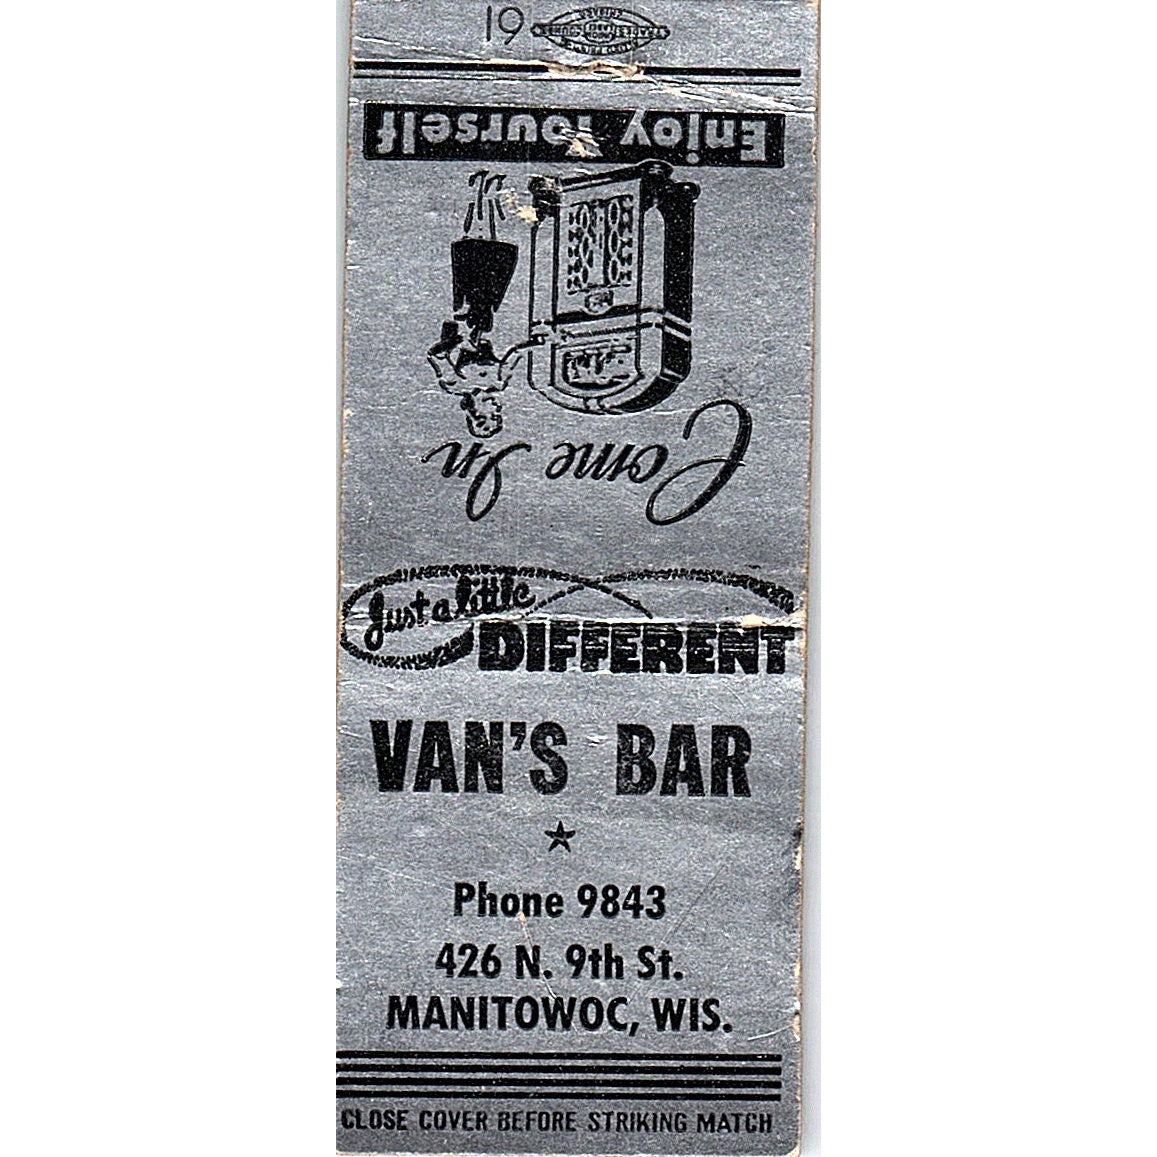 Just a little
DIFFERENT
VAN'S BAR
Phone 9843
426 N. 9th St.
MANITOWOC, WIS.
CLOSE COVER BEFORE STRIKING MATCH
Come In
Enjoy Yourself
19